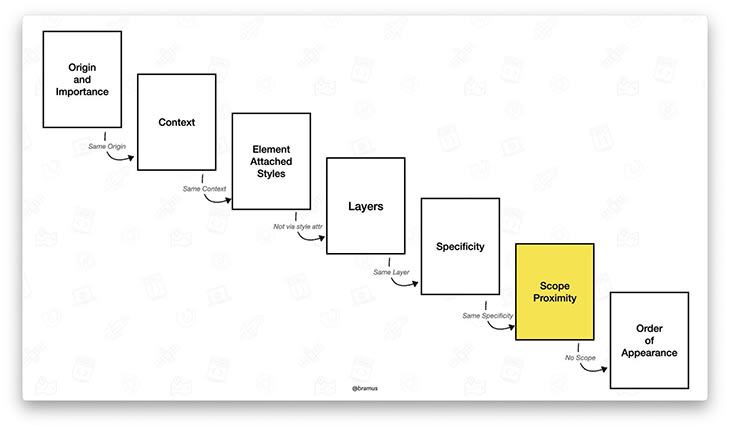 Origin
and
Importance
Same Origin
Context
Same Context
Element
Attached
Styles
Not via style attr
Layers
Same Layer
Specificity
Same Specificity
Scope
Proximity
No Scope
Order
of
Appearance
@bramus